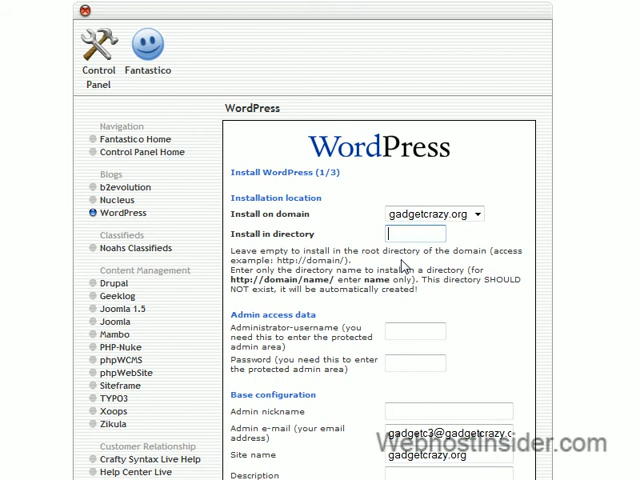 Control
Panel
Fantastico
Navigation
Fantastico Home
Control Panel Home
Blogs
b2evolution
Nucleus
WordPress
Classifieds
Noahs Classifieds
Content Management
Drupal
Geeklog
Joomla 1.5
Joomla
Mambo
PHP-Nuke
phpWCMS
phpWebSite
Siteframe
TYPO3
Xoops
Zikula
Customer Relationship
Crafty Syntax Live Help
Help Center Live
WordPress
WordPress
Install WordPress (1/3)
Installation location
Install on domain
gadgetcrazy.org
Install in directory
Leave empty to install in the root directory of the domain (access
example: http://domain/).
Enter only the directory name to install in a directory (for
http://domain/name/ enter name only). This directory SHOULD
NOT exist, it will be automatically created!
Admin access data
Administrator-username (you
need this to enter the protected
admin area)
Password (you need this to enter
the protected admin area)
Base configuration
Admin nickname
Admin e-mail (your email
address)
gadgetc3@gadgetcrazy.c
Site name
gadgetcrazy.org
Description
Webhostinsider.com